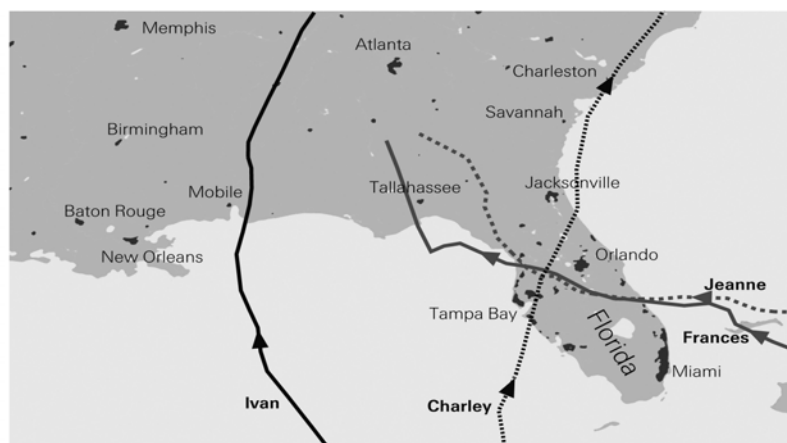 Memphis
Atlanta
Charleston
Savannah
Birmingham
Mobile
Tallahassee
Jacksonville
Baton Rouge
New Orleans
Orlando
Jeanne
Tampa Bay
Florida
Frances
Miami
Ivan
Charley